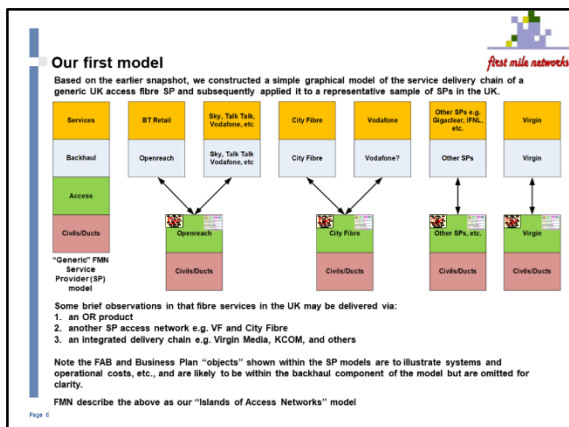 Our first model
first mile networks
Based on the earlier snapshot, we constructed a simple graphical model of the service delivery chain of a
generic UK access fibre SP and subsequently applied it to a representative sample of SPs in the UK.
Services
BT Retail
Sky, Talk Talk,
Vodafone, etc
City Fibre
Vodafone
Other SPs e.g.
Gigaclear, IFNL,
etc.
Virgin
Backhaul
Openreach
Sky, Talk Talk
Vodafone, etc
City Fibre
Vodafone?
Other SPs
Virgin
Access
Openreach
City Fibre
Other SPs, etc.
Virgin
Civils/Ducts
Civils/Ducts
Civils/Ducts
Civils/Ducts
Civils/Ducts
"Generic" FMN
Service
Provider (SP)
model
Some brief observations in that fibre services in the UK may be delivered via:
1. an OR product
2. another SP access network e.g. VF and City Fibre
3. an integrated delivery chain e.g. Virgin Media, KCOM, and others
Note the FAB and Business Plan "objects" shown within the SP models are to illustrate systems and
operational costs, etc., and are likely to be within the backhaul component of the model but are omitted for
clarity.
FMN describe the above as our "Islands of Access Networks" model
Page 6